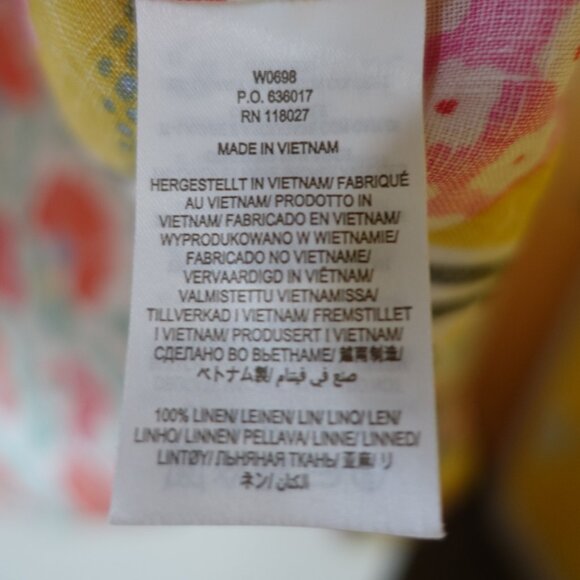 W0698
P.O. 636017
RN 118027
MADE IN VIETNAM
HERGESTELLT IN VIETNAM/ FABRIQUÉ
AU VIETNAM/ PRODOTTO IN
VIETNAM/ FABRICADO EN VIETNAM/
WYPRODUKOWANO W WIETNAMIE/
FABRICADO NO VIETNAME/
VERVAARDIGD IN VIËTNAM/
VALMISTETTU VIETNAMISSA/
TILLVERKAD I VIETNAM/ FREMSTILLET
I VIETNAM/ PRODUSERT I VIETNAM/
СДЕЛАНО ВО ВЬЕТНАМЕ/ 越南制造/
ベトナム製/ صنع في فيتنام
100% LINEN/ LEINEN/ LIN/ LINO/ LEN/
LINHO/ LINNEN/ PELLAVA/ LINNE/ LINNED/
LINTØY/ ЛЬНЯНАЯ ТКАНЬ/ 亚麻/ リ
ネン/ الكتان